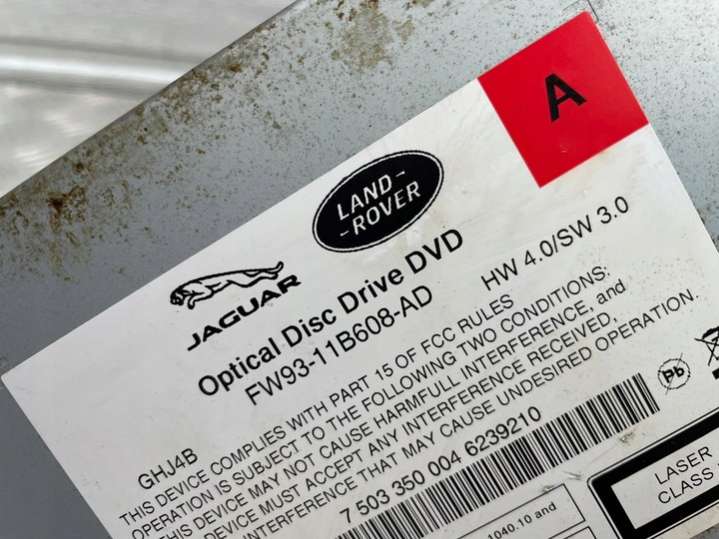 A
LAND-
-ROVER
JAGUAR
Optical Disc Drive DVD
FW93-11B608-AD
HW 4.0/SW 3.0
GHJ4B
THIS DEVICE COMPLIES WITH PART 15 OF FCC RULES
OPERATION IS SUBJECT TO THE FOLLOWING TWO CONDITIONS:
THIS DEVICE MAY NOT CAUSE HARMFULL INTERFERENCE, and
DEVICE MUST ACCEPT ANY INTERFERENCE RECEIVED,
INTERFERENCE THAT MAY CAUSE UNDESIRED OPERATION.
Pb
7 503 350 004 6239210
LASER
CLASS
1040.10 and